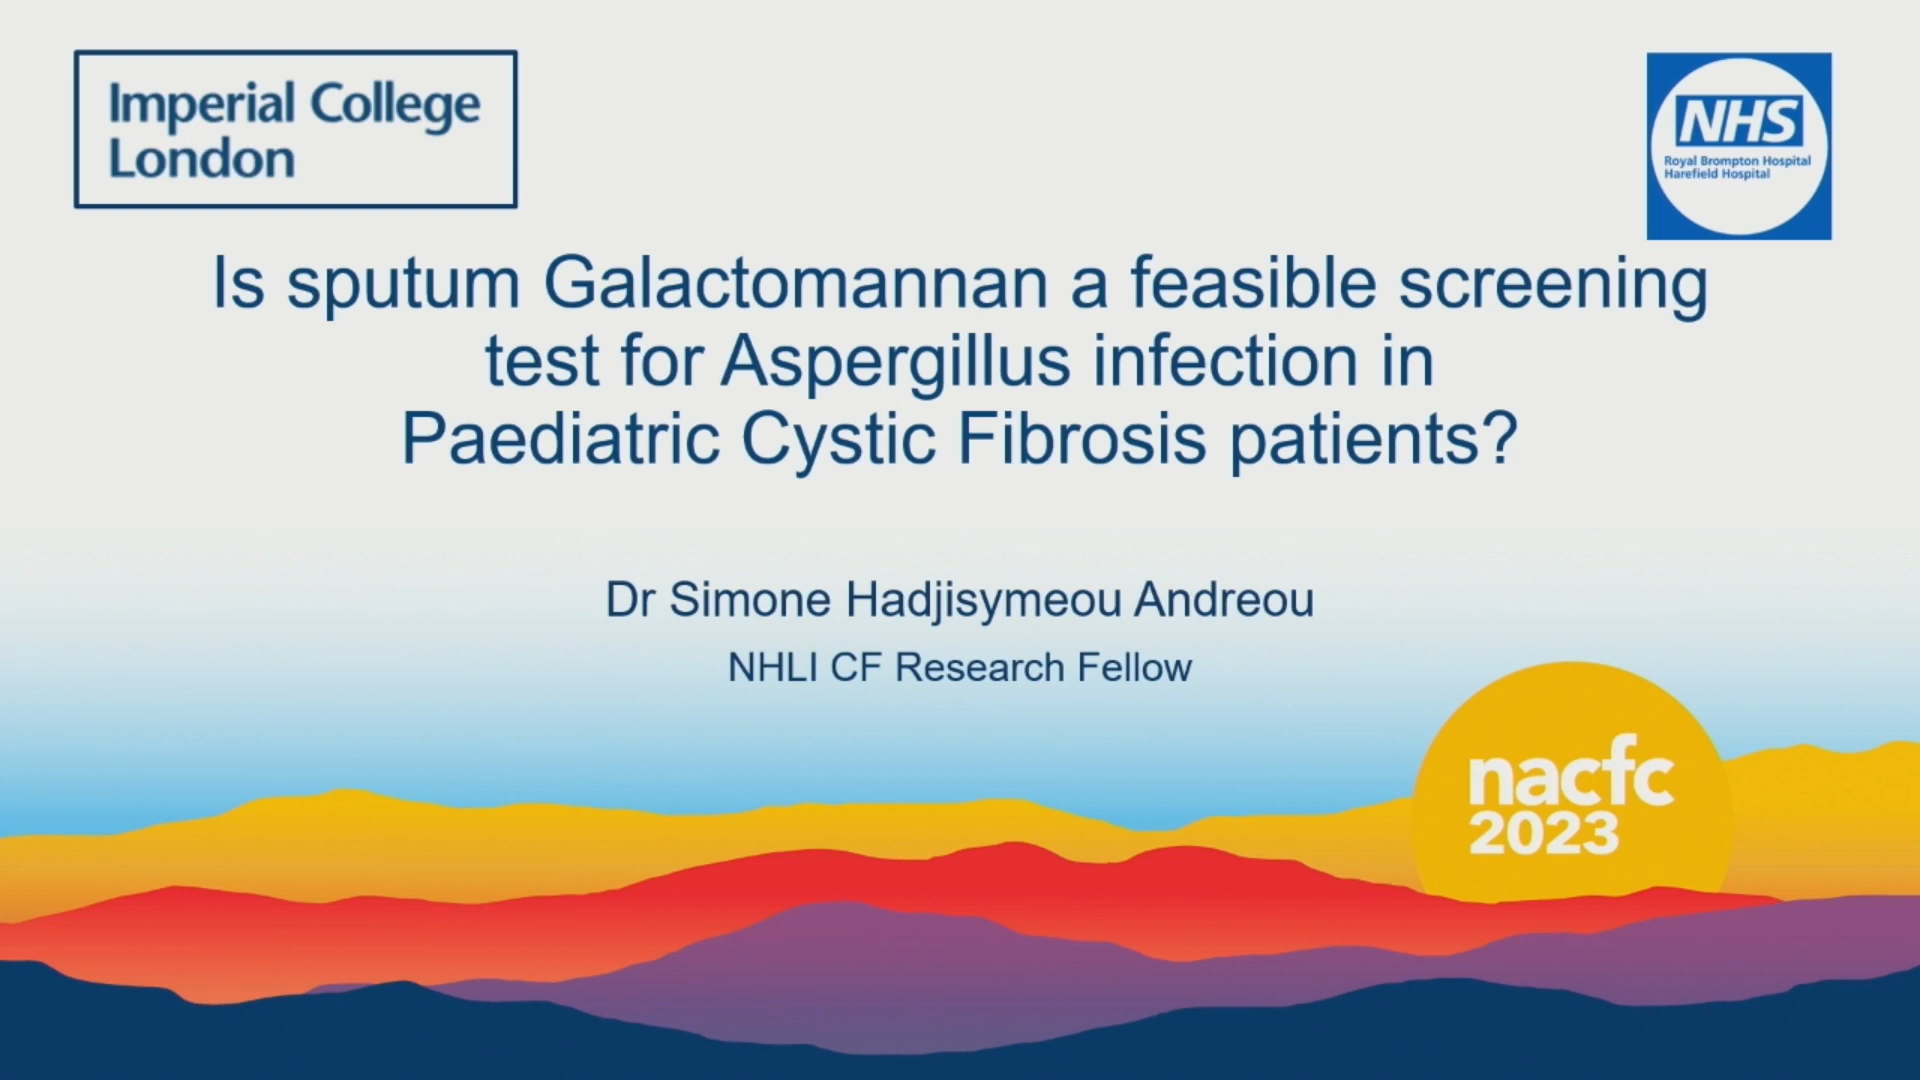 Imperial College
London
NHS
Royal Brompton Hospital
Harefield Hospital
Is sputum Galactomannan a feasible screening
test for Aspergillus infection in
Paediatric Cystic Fibrosis patients?
Dr Simone Hadjisymeou Andreou
NHLI CF Research Fellow
nacfc
2023